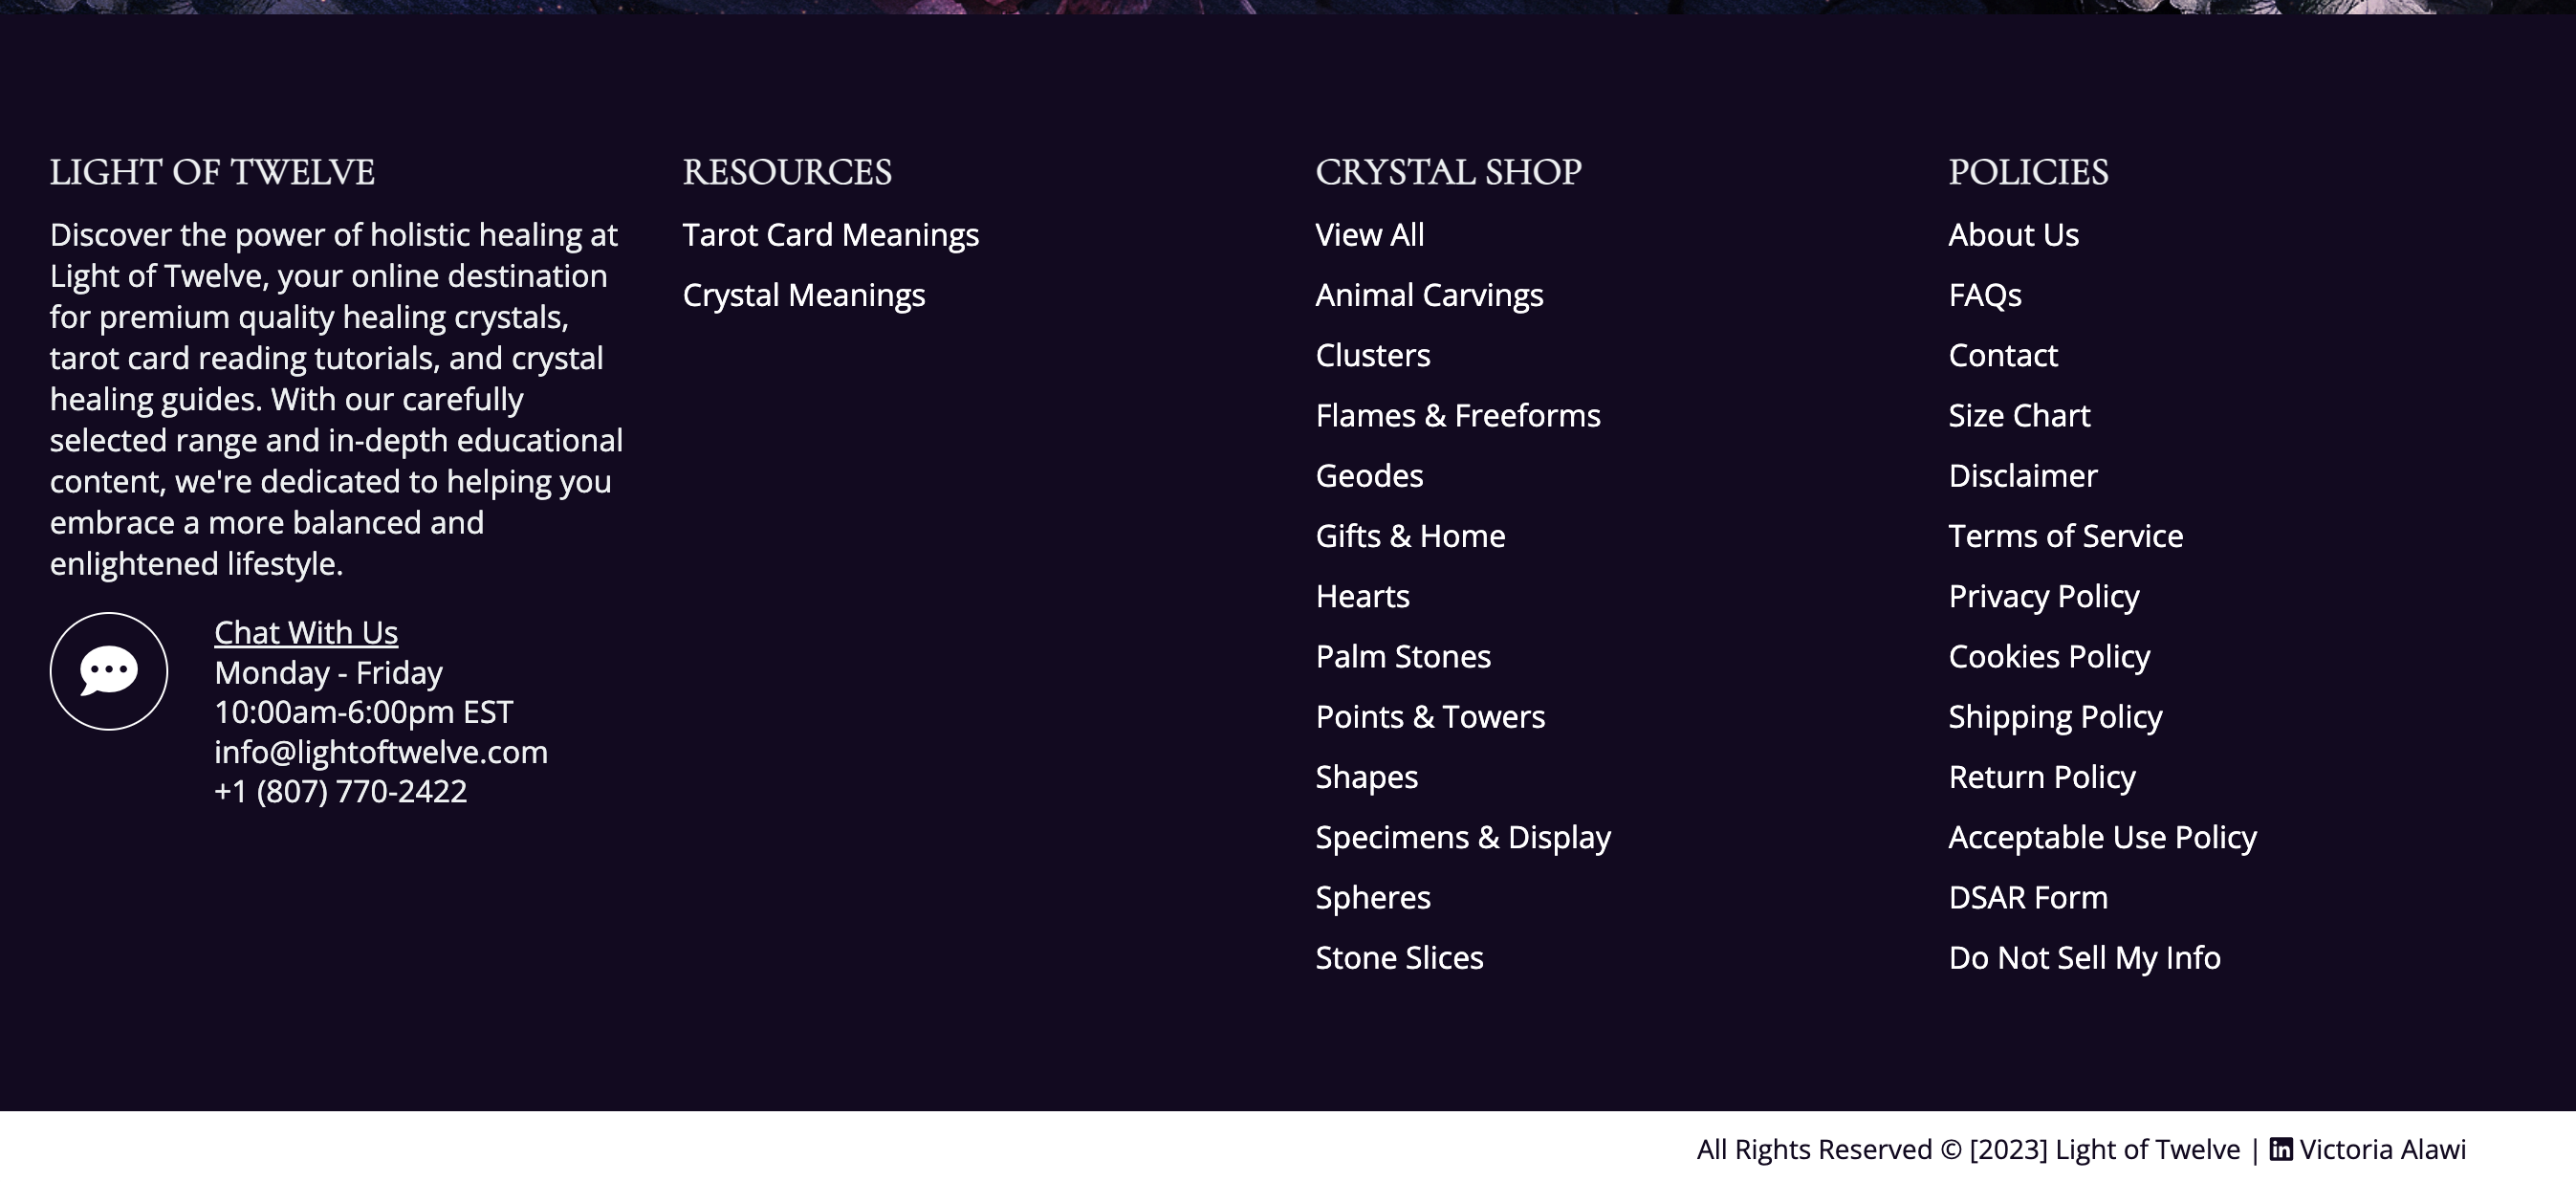 LIGHT OF TWELVE
Discover the power of holistic healing at
Light of Twelve, your online destination
for premium quality healing crystals,
tarot card reading tutorials, and crystal
healing guides. With our carefully
selected range and in-depth educational
content, we're dedicated to helping you
embrace a more balanced and
enlightened lifestyle.
Chat With Us
Monday - Friday
10:00am-6:00pm EST
info@lightoftwelve.com
+1 (807) 770-2422
RESOURCES
Tarot Card Meanings
Crystal Meanings
CRYSTAL SHOP
View All
Animal Carvings
Clusters
Flames & Freeforms
Geodes
Gifts & Home
Hearts
Palm Stones
Points & Towers
Shapes
Specimens & Display
Spheres
Stone Slices
POLICIES
About Us
FAQs
Contact
Size Chart
Disclaimer
Terms of Service
Privacy Policy
Cookies Policy
Shipping Policy
Return Policy
Acceptable Use Policy
DSAR Form
Do Not Sell My Info
All Rights Reserved © [2023] Light of Twelve | in Victoria Alawi